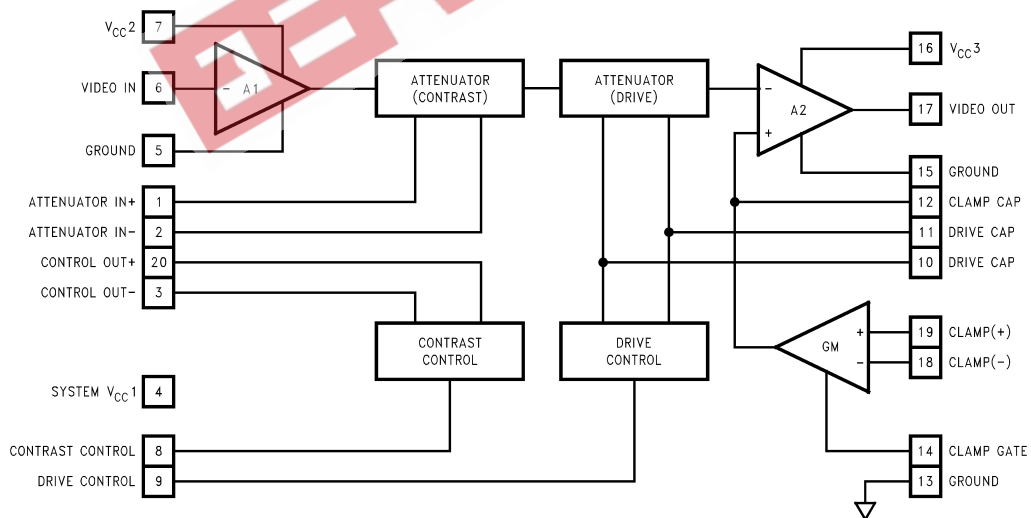 VCC2 7
VIDEO IN 6
GROUND 5
ATTENUATOR IN+ 1
ATTENUATOR IN- 2
CONTROL OUT+ 20
CONTROL OUT- 3
SYSTEM VCC1 4
CONTRAST CONTROL 8
DRIVE CONTROL 9
- A1
ATTENUATOR
(CONTRAST)
ATTENUATOR
(DRIVE)
CONTRAST
CONTROL
DRIVE
CONTROL
-
A2
+
+
GM
-
16 VCC3
17 VIDEO OUT
15 GROUND
12 CLAMP CAP
11 DRIVE CAP
10 DRIVE CAP
19 CLAMP(+)
18 CLAMP(-)
14 CLAMP GATE
13 GROUND